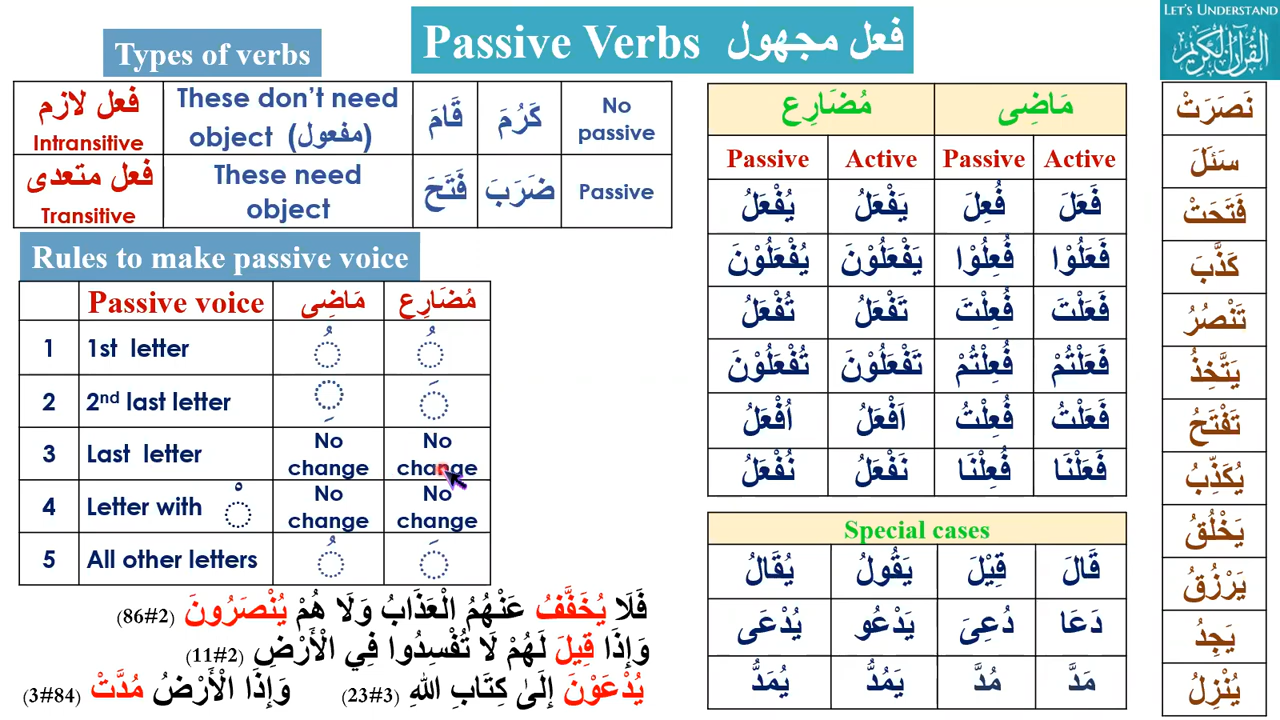 Passive Verbs فعل مجهول
LET'S UNDERSTAND
القرآن الكريم
Types of verbs
فعل لازم Intransitive These don't need object (مفعول) قَامَ كَرُمَ No passive
فعل متعدى Transitive These need object فَتَحَ ضَرَبَ Passive
Rules to make passive voice
Passive voice مَاضِى مُضَارِع
1 1st letter ُ ُ
2 2nd last letter ِ َ
3 Last letter No change No change
4 Letter with ْ No change No change
5 All other letters ُ َ
فَلَا يُخَفَّفُ عَنْهُمُ الْعَذَابُ وَلَا هُمْ يُنْصَرُونَ (86#2)
وَإِذَا قِيلَ لَهُمْ لَا تُفْسِدُوا فِي الْأَرْضِ (11#2)
يُدْعَوْنَ إِلَىٰ كِتَابِ اللهِ (23#3) وَإِذَا الْأَرْضُ مُدَّتْ (3#84)
مُضَارِع مَاضِى
Passive Active Passive Active
يُفْعَلُ يَفْعَلُ فُعِلَ فَعَلَ
يُفْعَلُوْنَ يَفْعَلُوْنَ فُعِلُوْا فَعَلُوْا
تُفْعَلُ تَفْعَلُ فُعِلْتَ فَعَلْتَ
تُفْعَلُوْنَ تَفْعَلُوْنَ فُعِلْتُمْ فَعَلْتُمْ
اُفْعَلُ اَفْعَلُ فُعِلْتُ فَعَلْتُ
نُفْعَلُ نَفْعَلُ فُعِلْنَا فَعَلْنَا
Special cases
يُقَالُ يَقُولُ قِيْلَ قَالَ
يُدْعَى يَدْعُو دُعِىَ دَعَا
يُمَدُّ يَمُدُّ مُدَّ مَدَّ
نَصَرَتْ
سَئَلَ
فَتَحَتْ
كَذَّبَ
تَنْصُرُ
يَتَّخِذُ
تَفْتَحُ
يُكَذِّبُ
يَخْلُقُ
يَرْزُقُ
يَجِدُ
يُنْزِلُ